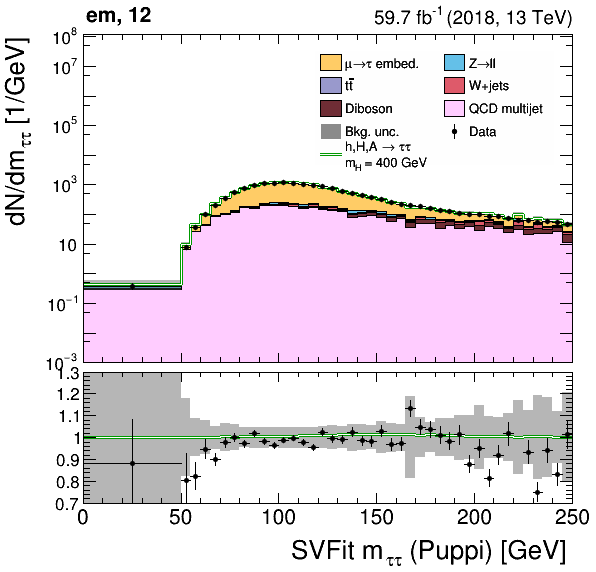 em, 12
59.7 fb⁻¹ (2018, 13 TeV)
dN/dm_ττ [1/GeV]
10⁸
10⁷
10⁵
10³
10
10⁻¹
10⁻³
μ→τ embed.
Z→ll
tt̄
W+jets
Diboson
QCD multijet
Bkg. unc.
Data
h,H,A → ττ
m_H = 400 GeV
1.3
1.2
1.1
1
0.9
0.8
0.7
0 50 100 150 200 250
SVFit m_ττ (Puppi) [GeV]